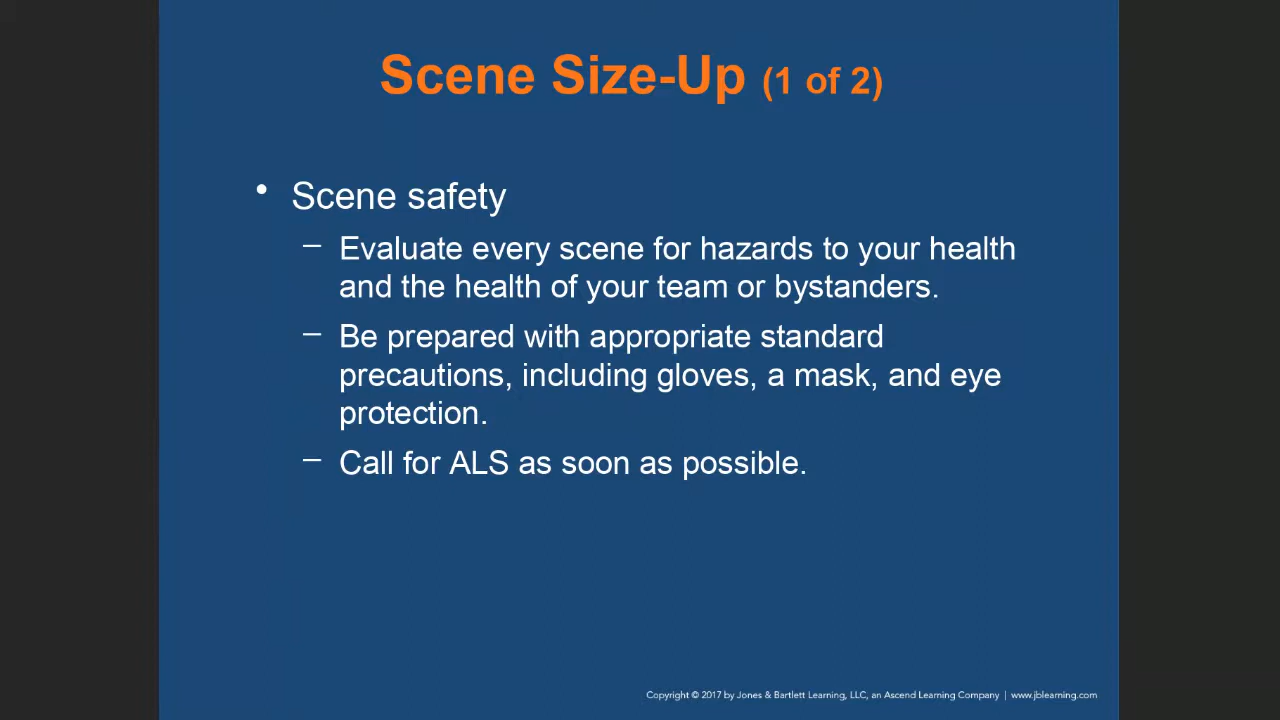 Scene Size-Up (1 of 2)
• Scene safety
– Evaluate every scene for hazards to your health
and the health of your team or bystanders.
– Be prepared with appropriate standard
precautions, including gloves, a mask, and eye
protection.
– Call for ALS as soon as possible.
Copyright © 2017 by Jones & Bartlett Learning, LLC, an Ascend Learning Company | www.jblearning.com